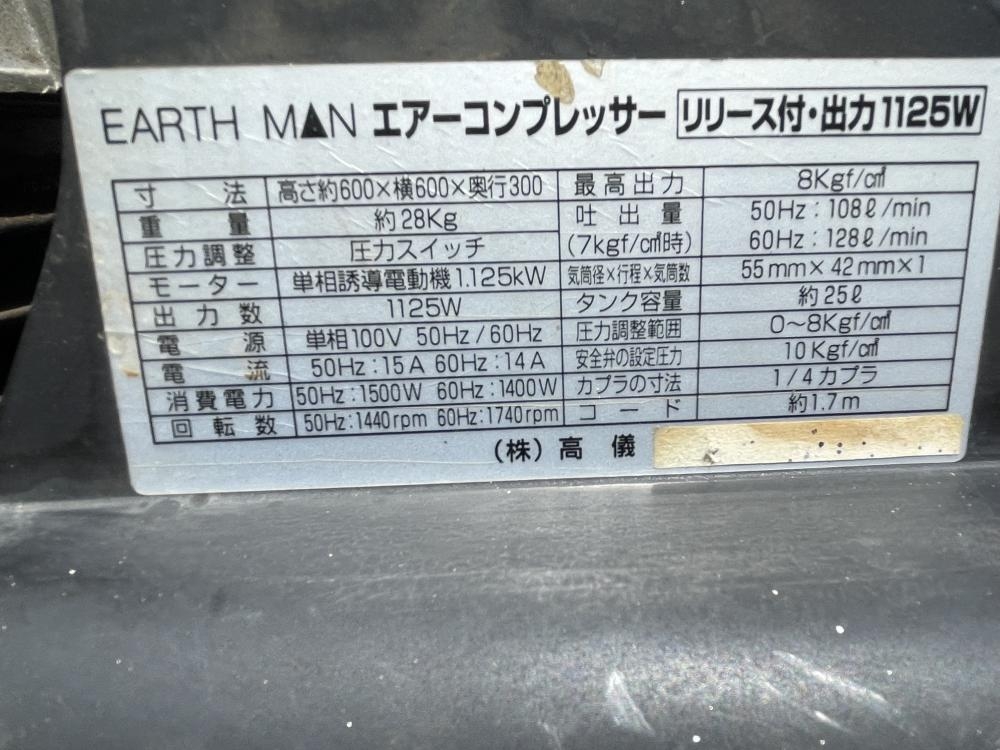 EARTH MAN エアーコンプレッサー リリース付・出力1125W
寸法 高さ約600×横600×奥行300
重量 約28Kg
圧力調整 圧力スイッチ
モーター 単相誘導電動機1.125kW
出力数 1125W
電源 単相100V 50Hz/60Hz
電流 50Hz:15A 60Hz:14A
消費電力 50Hz:1500W 60Hz:1400W
回転数 50Hz:1440rpm 60Hz:1740rpm
最高出力 8Kgf/c㎡
吐出量 50Hz:108ℓ/min
(7kgf/c㎡時) 60Hz:128ℓ/min
気筒径×行程×気筒数 55mm×42mm×1
タンク容量 約25ℓ
圧力調整範囲 0〜8Kgf/c㎡
安全弁の設定圧力 10Kgf/c㎡
カプラの寸法 1/4カプラ
コード 約1.7m
(株)高儀